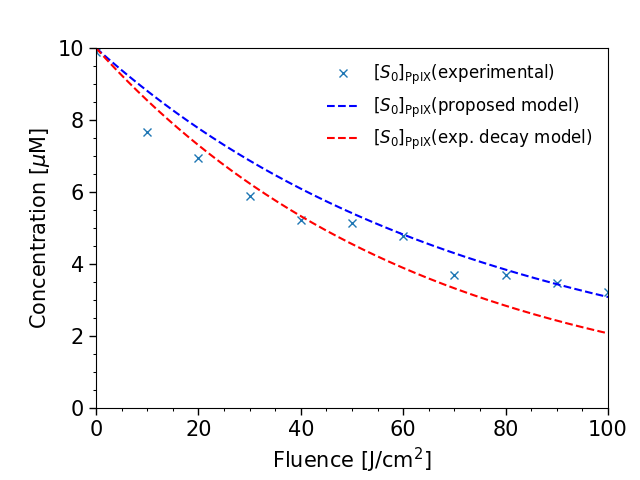 [S₀]PpIX(experimental)
[S₀]PpIX(proposed model)
[S₀]PpIX(exp. decay model)
Concentration [μM]
10
8
6
4
2
0
0 20 40 60 80 100
Fluence [J/cm²]